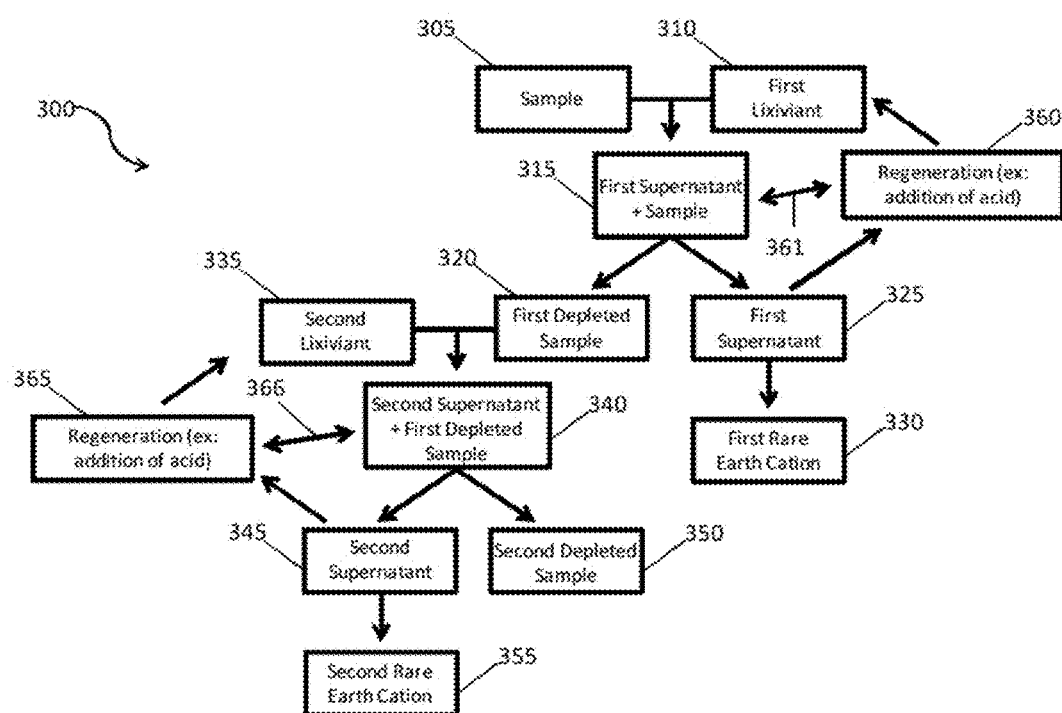 305
310
Sample
First
Lixiviant
300
360
315
First Supernatant
+ Sample
Regeneration (ex:
addition of acid)
361
335
320
325
Second
Lixiviant
First Depleted
Sample
First
Supernatant
365
366
Regeneration (ex:
addition of acid)
Second Supernatant
+ First Depleted
Sample
340
First Rare
Earth Cation
330
345
Second
Supernatant
Second Depleted
Sample
350
Second Rare
Earth Cation
355